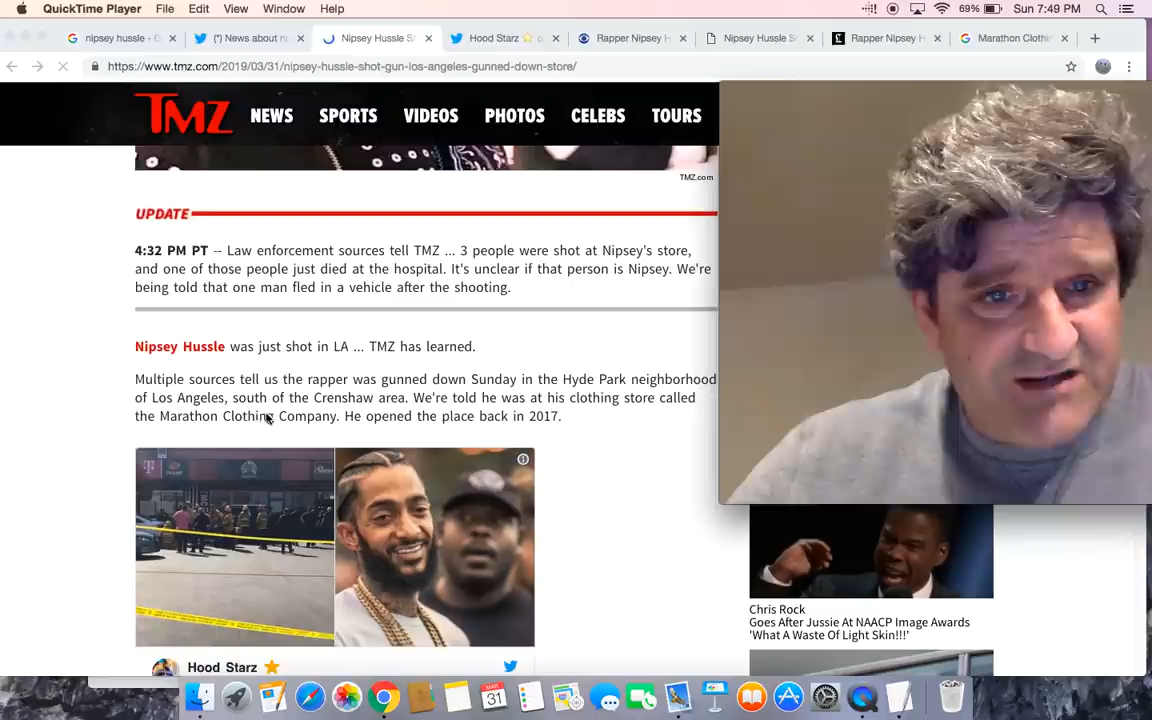 QuickTime Player File Edit View Window Help 69% Sun 7:49 PM
nipsey hussle - G
(*) News about n
Nipsey Hussle S
Hood Starz
Rapper Nipsey H
Nipsey Hussle S
Rapper Nipsey H
Marathon Clothin
https://www.tmz.com/2019/03/31/nipsey-hussle-shot-gun-los-angeles-gunned-down-store/
TMZ NEWS SPORTS VIDEOS PHOTOS CELEBS TOURS
TMZ.com
UPDATE
4:32 PM PT -- Law enforcement sources tell TMZ ... 3 people were shot at Nipsey's store,
and one of those people just died at the hospital. It's unclear if that person is Nipsey. We're
being told that one man fled in a vehicle after the shooting.
Nipsey Hussle was just shot in LA ... TMZ has learned.
Multiple sources tell us the rapper was gunned down Sunday in the Hyde Park neighborhood
of Los Angeles, south of the Crenshaw area. We're told he was at his clothing store called
the Marathon Clothing Company. He opened the place back in 2017.
Hood Starz
Chris Rock
Goes After Jussie At NAACP Image Awards
'What A Waste Of Light Skin!!!'
MAR
31